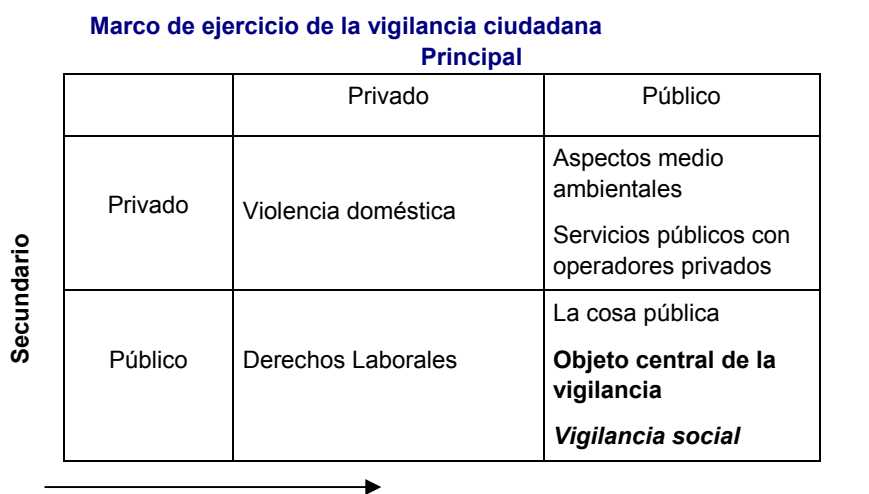 Marco de ejercicio de la vigilancia ciudadana
Principal
Privado
Público
Secundario
Privado
Violencia doméstica
Aspectos medio
ambientales
Servicios públicos con
operadores privados
Público
Derechos Laborales
La cosa pública
Objeto central de la
vigilancia
Vigilancia social